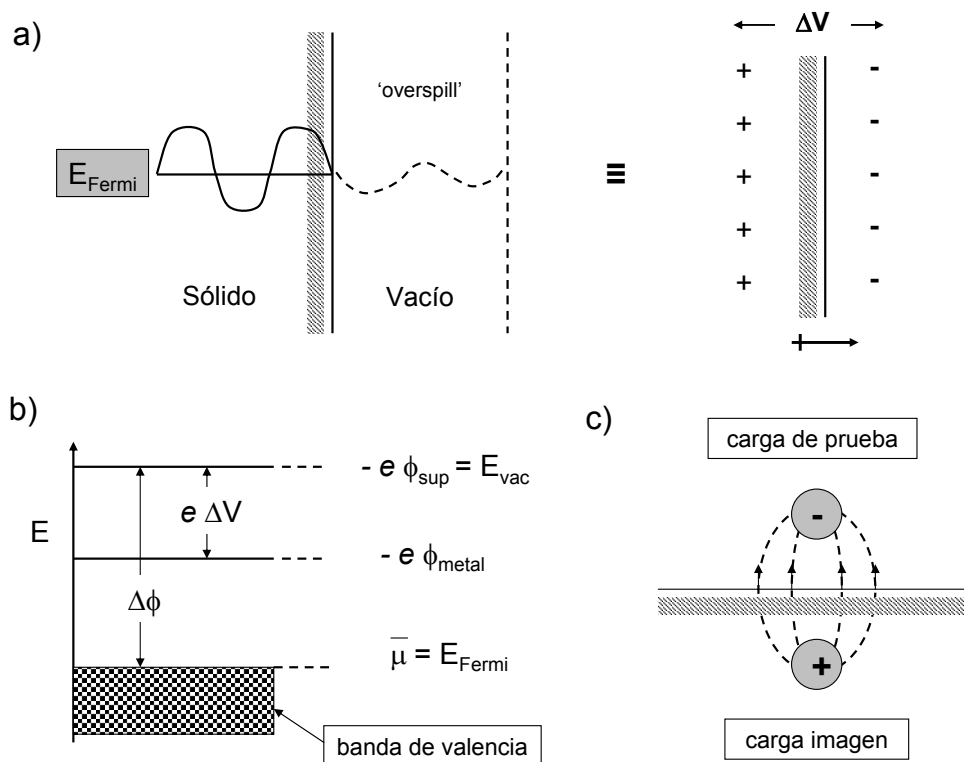 a)
ΔV
'overspill'
E_Fermi
≡
+ -
+ -
+ -
+ -
+ -
Sólido
Vacío
b)
E
- e ϕ_sup = E_vac
e ΔV
- e ϕ_metal
Δϕ
μ̅ = E_Fermi
banda de valencia
c)
carga de prueba
-
+
carga imagen